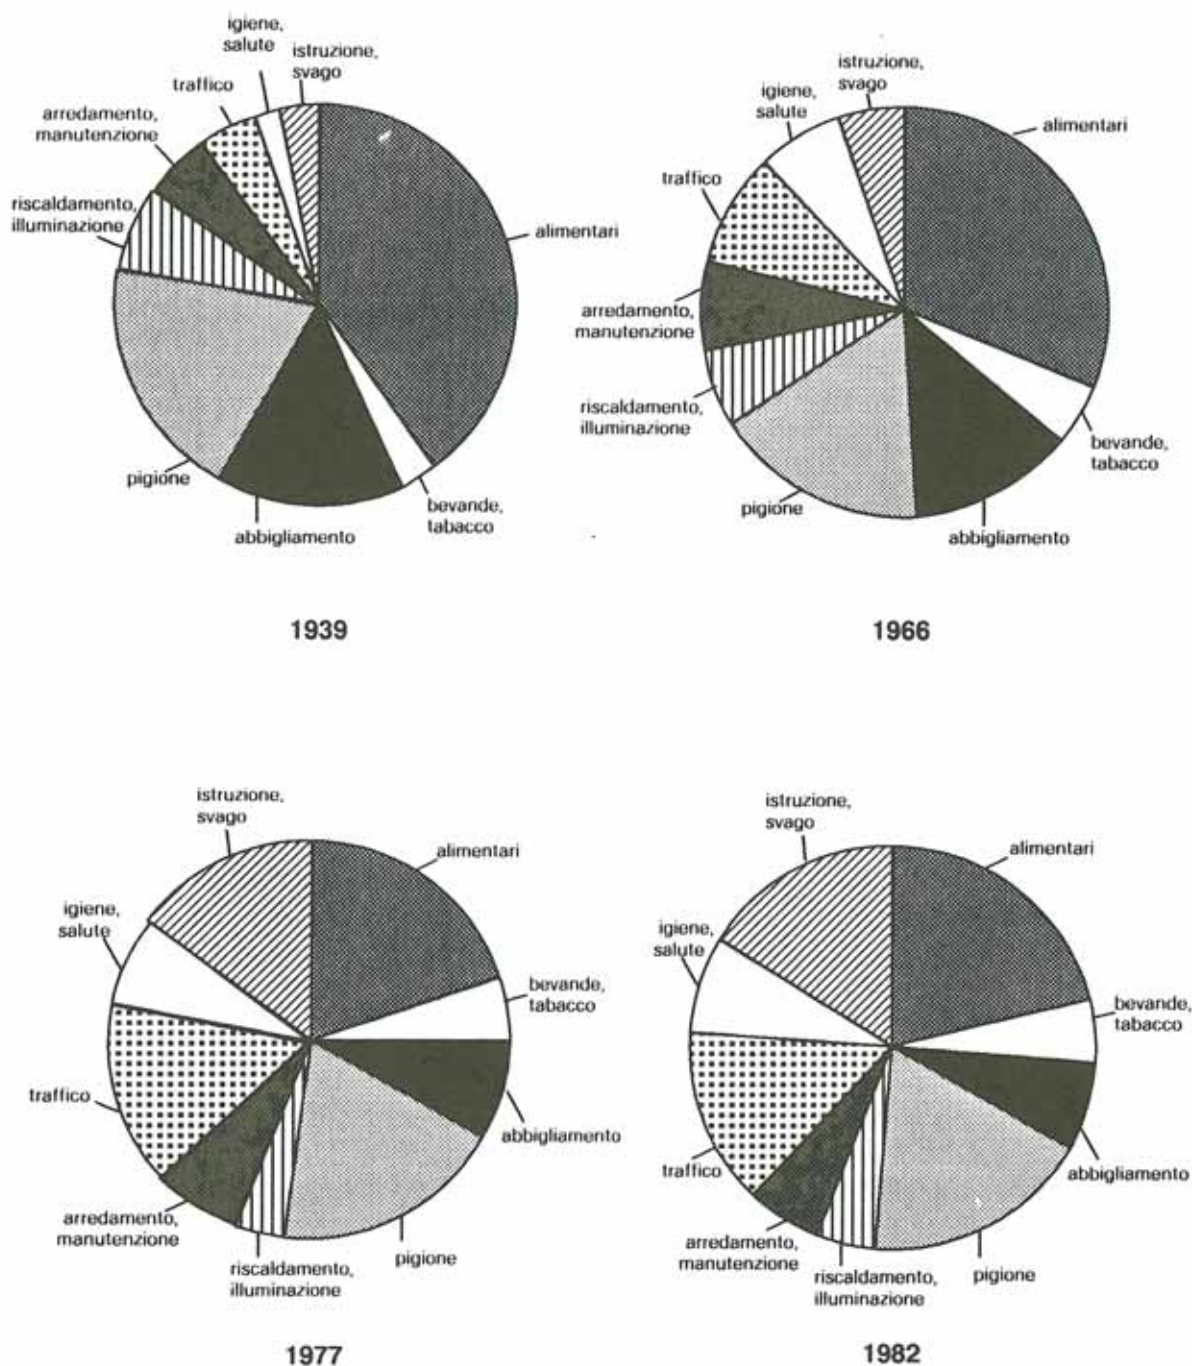 igiene,
salute
istruzione,
svago
traffico
arredamento,
manutenzione
riscaldamento,
illuminazione
alimentari
pigione
bevande,
tabacco
abbigliamento
1939
istruzione,
svago
igiene,
salute
alimentari
traffico
arredamento,
manutenzione
riscaldamento,
illuminazione
bevande,
tabacco
pigione
abbigliamento
1966
istruzione,
svago
alimentari
igiene,
salute
bevande,
tabacco
traffico
abbigliamento
arredamento,
manutenzione
pigione
riscaldamento,
illuminazione
1977
istruzione,
svago
alimentari
igiene,
salute
bevande,
tabacco
traffico
abbigliamento
arredamento,
manutenzione
riscaldamento,
illuminazione
pigione
1982